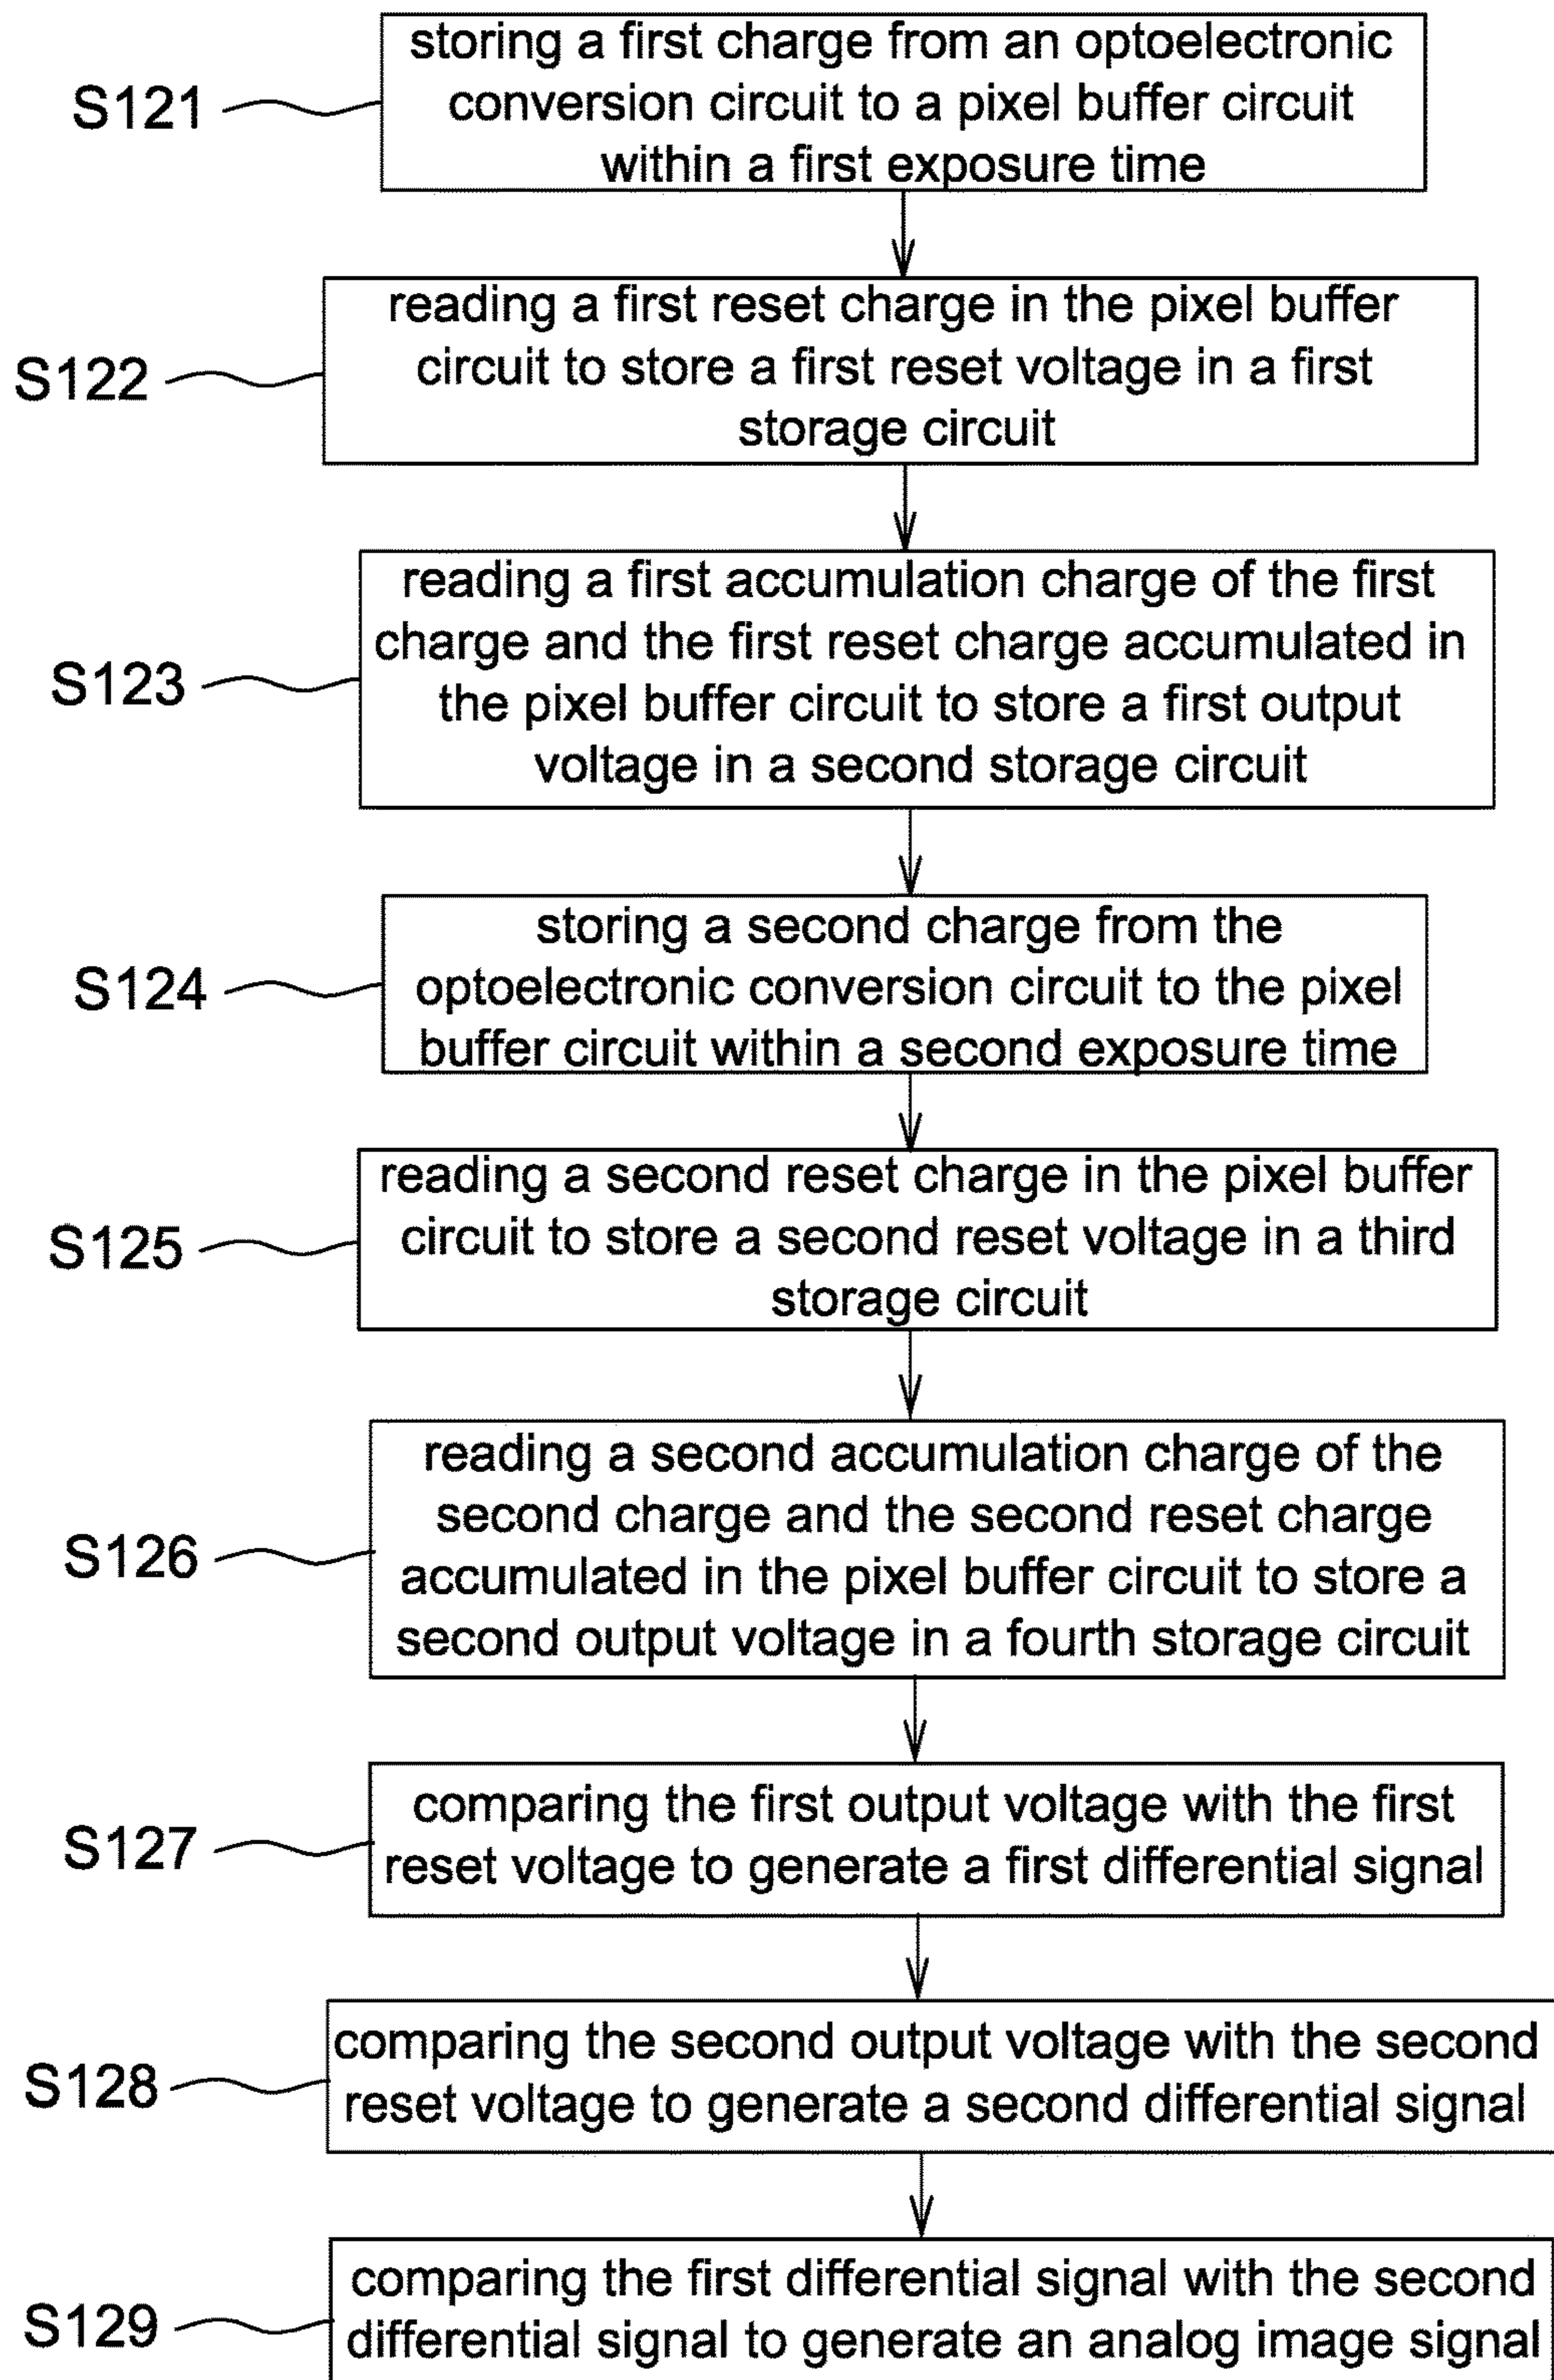 S121
storing a first charge from an optoelectronic
conversion circuit to a pixel buffer circuit
within a first exposure time
S122
reading a first reset charge in the pixel buffer
circuit to store a first reset voltage in a first
storage circuit
S123
reading a first accumulation charge of the first
charge and the first reset charge accumulated in
the pixel buffer circuit to store a first output
voltage in a second storage circuit
S124
storing a second charge from the
optoelectronic conversion circuit to the pixel
buffer circuit within a second exposure time
S125
reading a second reset charge in the pixel buffer
circuit to store a second reset voltage in a third
storage circuit
S126
reading a second accumulation charge of the
second charge and the second reset charge
accumulated in the pixel buffer circuit to store a
second output voltage in a fourth storage circuit
S127
comparing the first output voltage with the first
reset voltage to generate a first differential signal
S128
comparing the second output voltage with the second
reset voltage to generate a second differential signal
S129
comparing the first differential signal with the second
differential signal to generate an analog image signal